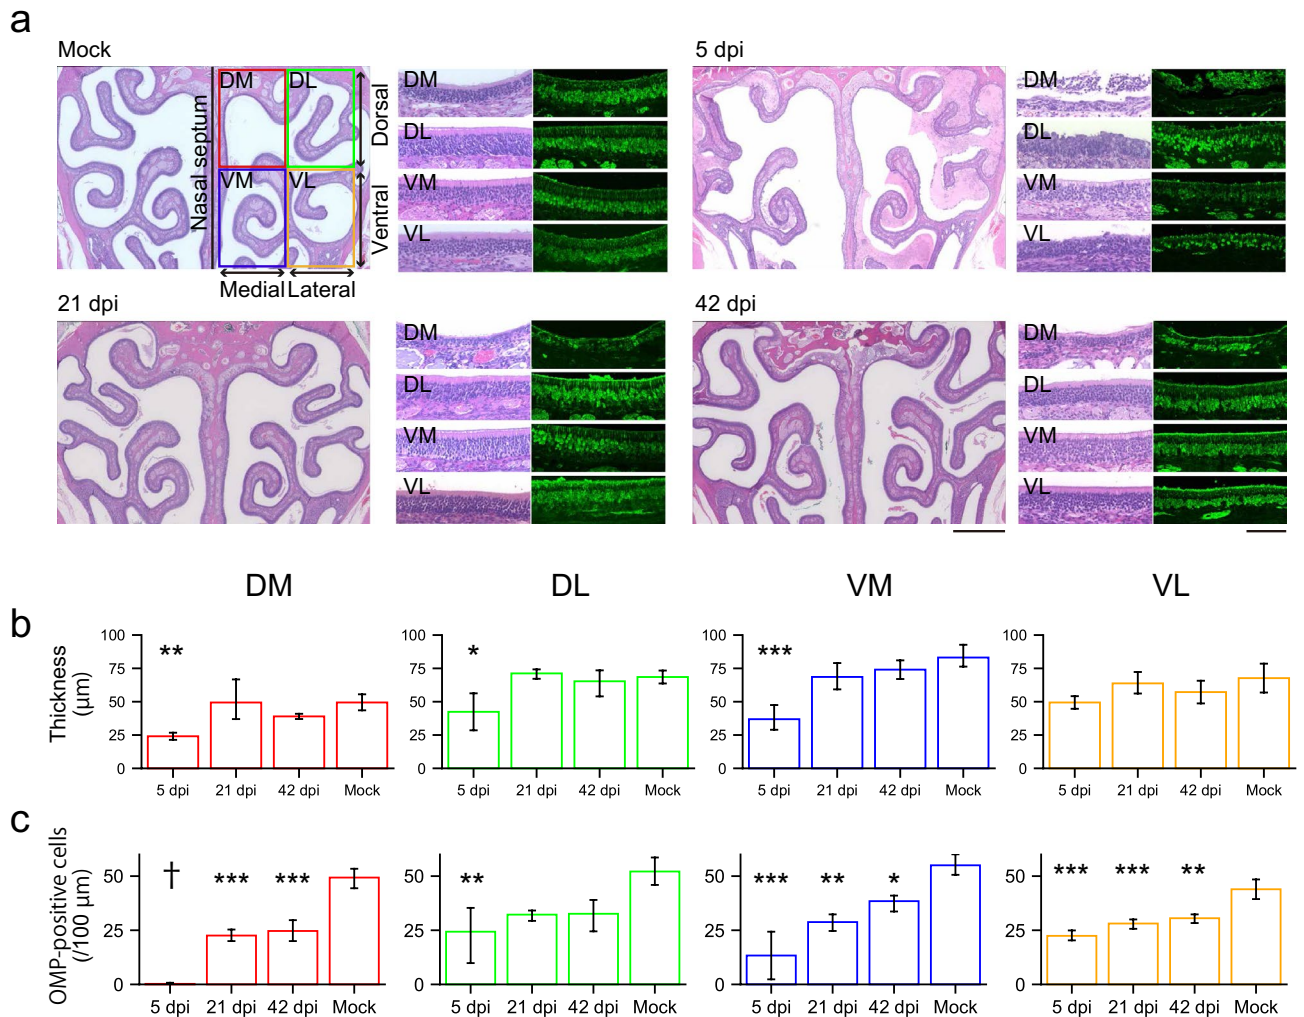 a
Mock
5 dpi
DM
DL
VM
VL
Nasal septum
Dorsal
Ventral
Medial
Lateral
DM
DL
VM
VL
DM
DL
VM
VL
21 dpi
42 dpi
DM
DL
VM
VL
DM
DL
VM
VL
DM
DL
VM
VL
b
Thickness
(μm)
100
75
50
25
0
**
5 dpi
21 dpi
42 dpi
Mock
100
75
50
25
0
*
5 dpi
21 dpi
42 dpi
Mock
100
75
50
25
0
***
5 dpi
21 dpi
42 dpi
Mock
100
75
50
25
0
5 dpi
21 dpi
42 dpi
Mock
c
OMP-positive cells
(/100 μm)
50
25
0
†
***
***
5 dpi
21 dpi
42 dpi
Mock
50
25
0
**
5 dpi
21 dpi
42 dpi
Mock
50
25
0
***
**
*
5 dpi
21 dpi
42 dpi
Mock
50
25
0
***
***
**
5 dpi
21 dpi
42 dpi
Mock